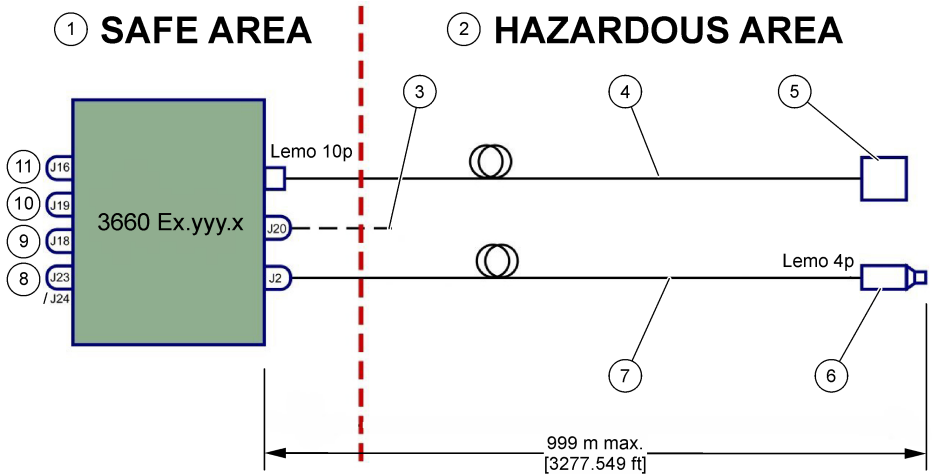 1 SAFE AREA
2 HAZARDOUS AREA
3
4
5
Lemo 10p
11 J16
10 J19
9 J18
8 J23
/ J24
3660 Ex.yyy.x
J20
J2
Lemo 4p
7
6
999 m max.
[3277.549 ft]